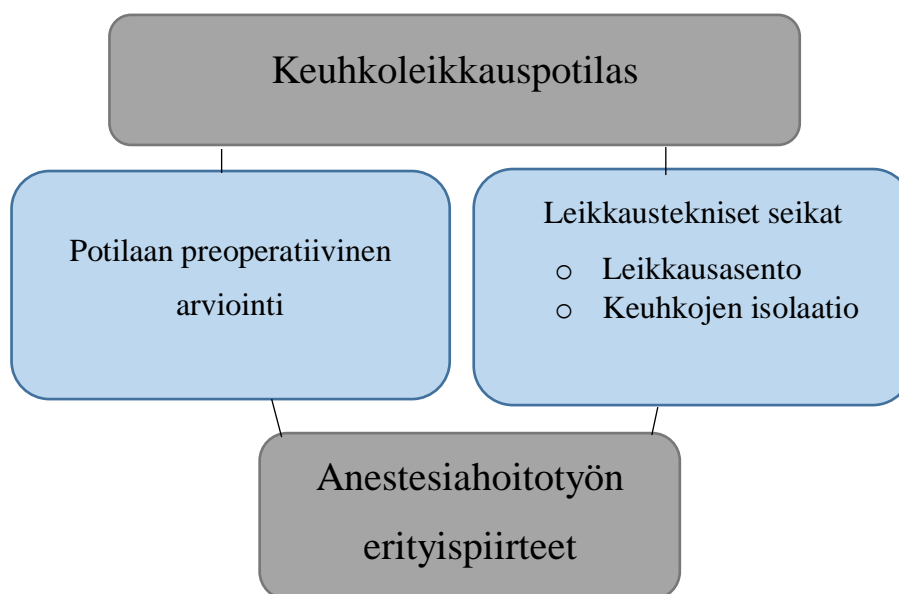 Keuhkoleikkauspotilas
Potilaan preoperatiivinen
arviointi
Leikkaustekniset seikat
o Leikkausasento
o Keuhkojen isolaatio
Anestesiahoitotyön
erityispiirteet